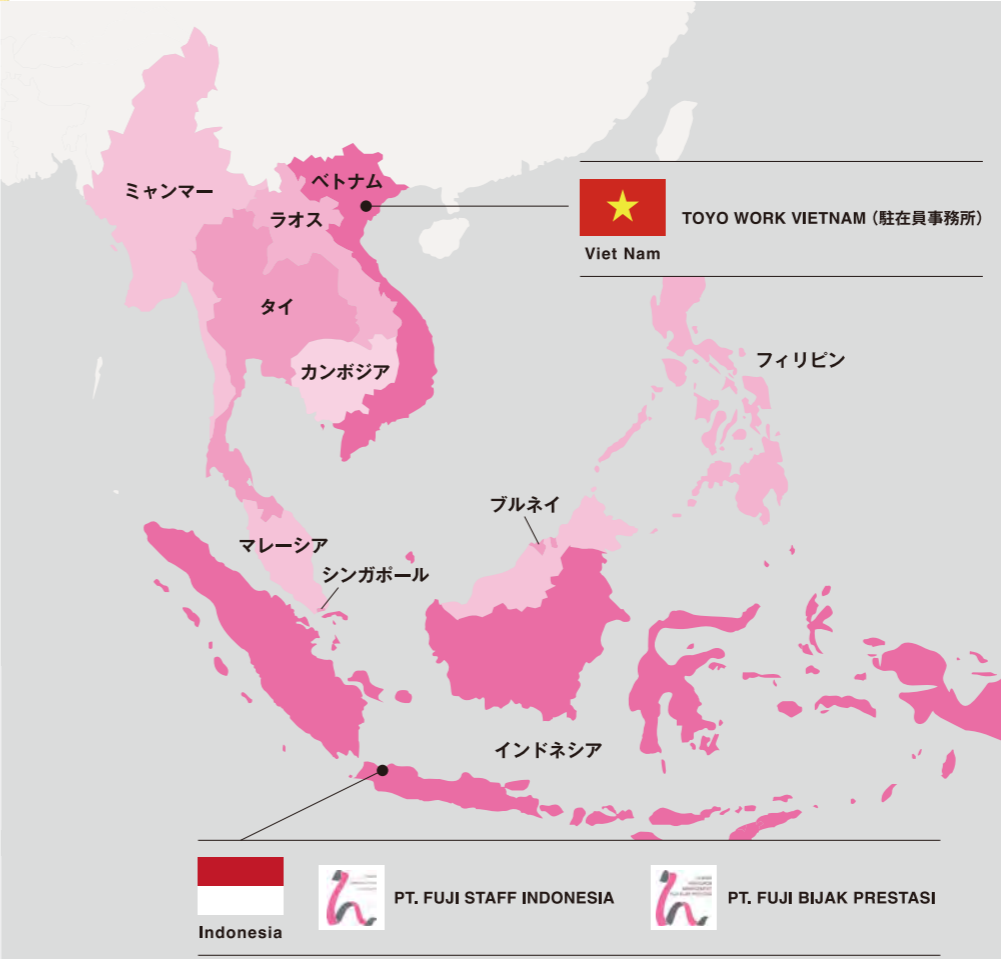 ミャンマー
ベトナム
ラオス
TOYO WORK VIETNAM（駐在員事務所）
Viet Nam
タイ
フィリピン
カンボジア
ブルネイ
マレーシア
シンガポール
インドネシア
PT. FUJI STAFF INDONESIA
PT. FUJI BIJAK PRESTASI
Indonesia